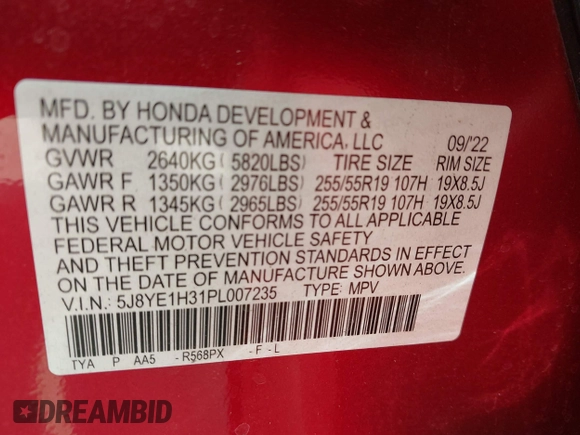 MFD. BY HONDA DEVELOPMENT &
MANUFACTURING OF AMERICA, LLC 09/22
GVWR 2640KG ( 5820LBS) TIRE SIZE RIM SIZE
GAWR F 1350KG ( 2976LBS) 255/55R19 107H 19X8.5J
GAWR R 1345KG ( 2965LBS) 255/55R19 107H 19X8.5J
THIS VEHICLE CONFORMS TO ALL APPLICABLE
FEDERAL MOTOR VEHICLE SAFETY
AND THEFT PREVENTION STANDARDS IN EFFECT
ON THE DATE OF MANUFACTURE SHOWN ABOVE.
V.I.N.: 5J8YE1H31PL007235 TYPE: MPV
TYA P AA5 -R568PX -F-L
DREAMBID